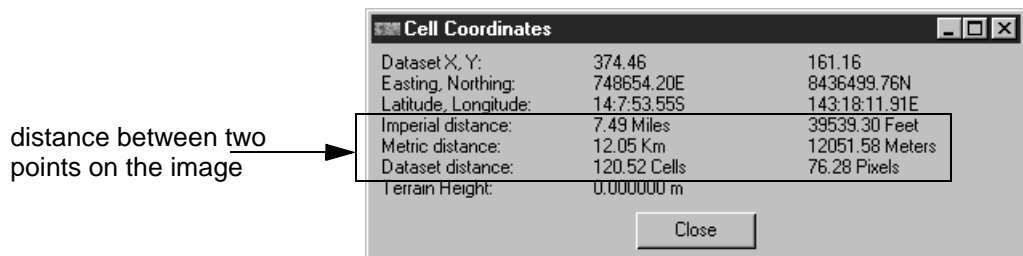 Cell Coordinates
Dataset X, Y: 374.46 161.16
Easting, Northing: 748654.20E 8436499.76N
Latitude, Longitude: 14:7:53.55S 143:18:11.91E
Imperial distance: 7.49 Miles 39539.30 Feet
Metric distance: 12.05 Km 12051.58 Meters
Dataset distance: 120.52 Cells 76.28 Pixels
Terrain Height: 0.000000 m
Close
distance between two
points on the image